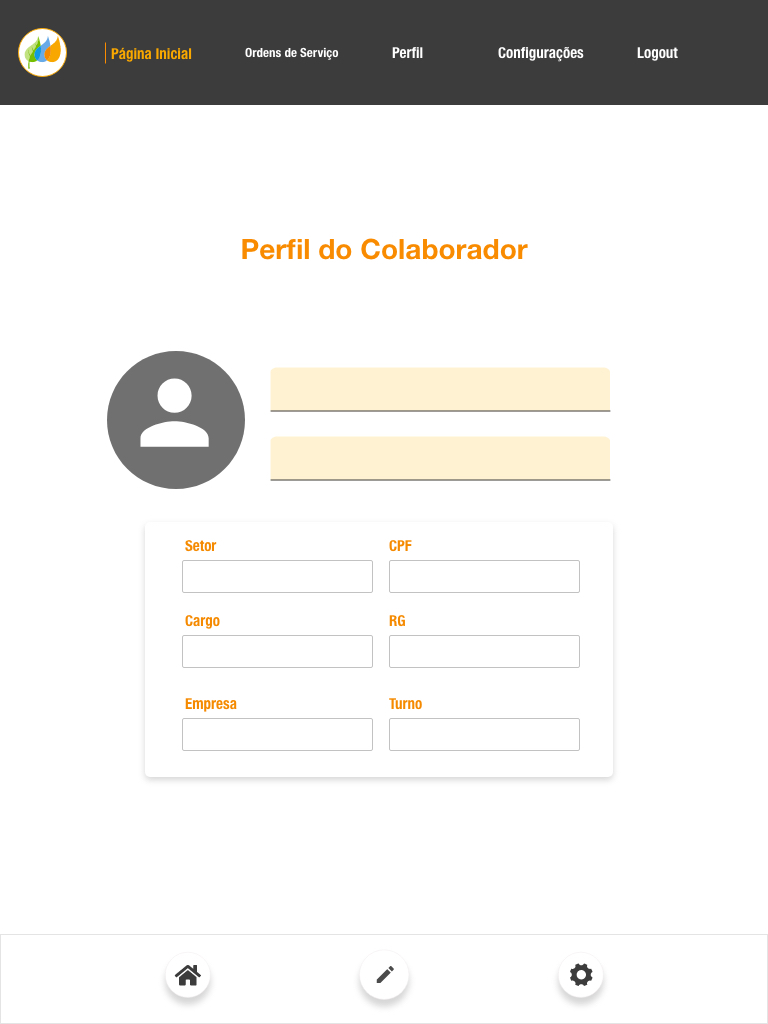 Página Inicial
Ordens de Serviço
Perfil
Configurações
Logout
Perfil do Colaborador
Setor
CPF
Cargo
RG
Empresa
Turno